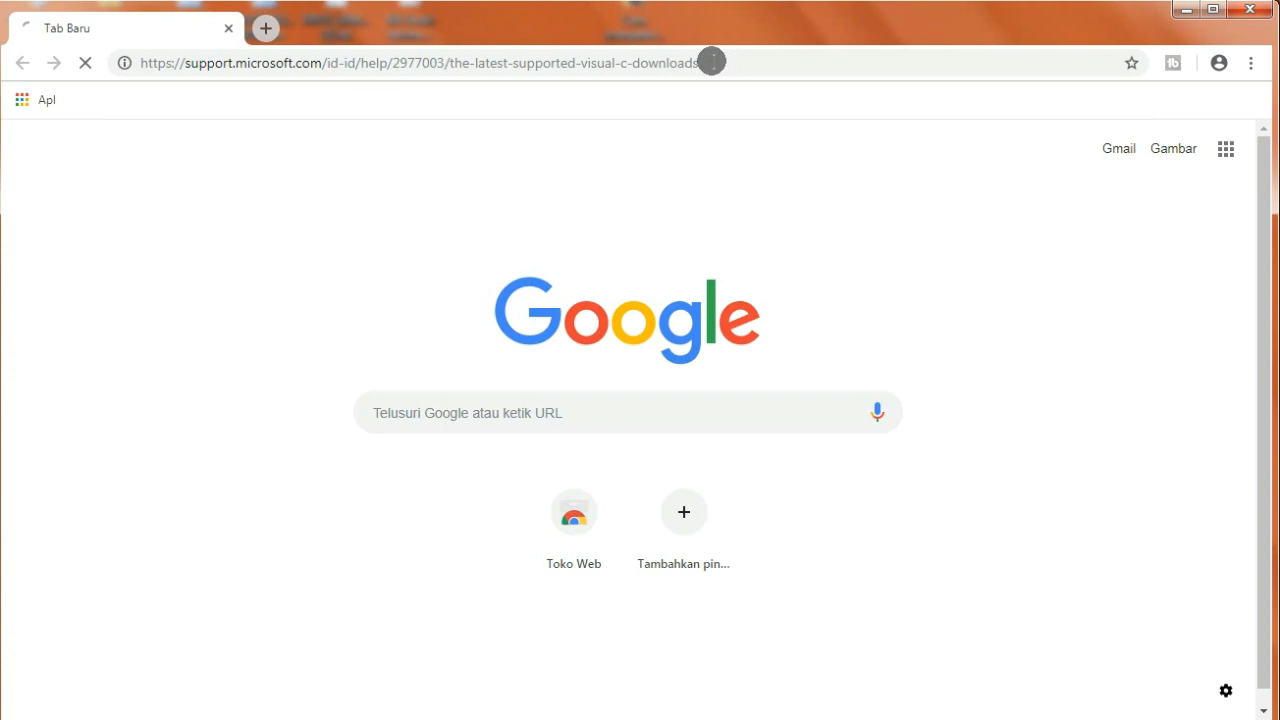 Tab Baru
https://support.microsoft.com/id-id/help/2977003/the-latest-supported-visual-c-downloads
Apl
Gmail Gambar
Google
Telusuri Google atau ketik URL
Toko Web Tambahkan pin...